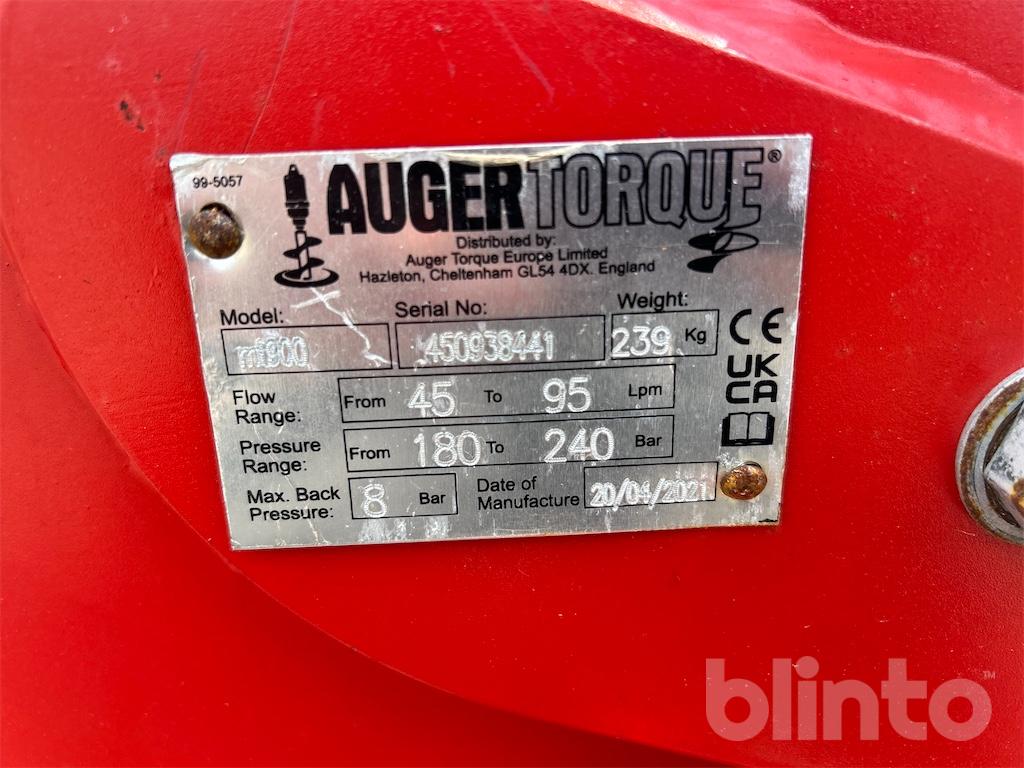 99-5057
AUGERTORQUE®
Distributed by:
Auger Torque Europe Limited
Hazleton, Cheltenham GL54 4DX. England
Model: mt900
Serial No: 450938441
Weight: 239 Kg
Flow Range: From 45 To 95 Lpm
Pressure Range: From 180 To 240 Bar
Max. Back Pressure: 8 Bar
Date of Manufacture 20/04/2021
CE
UK
CA
blinto™